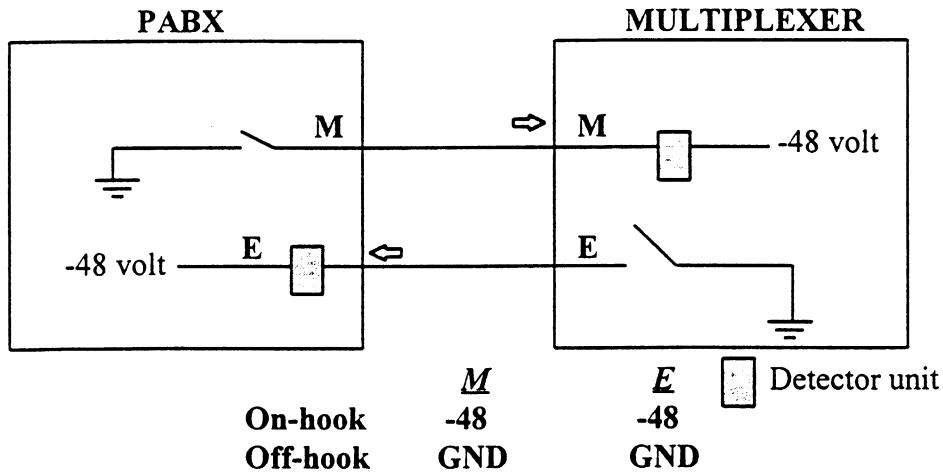 PABX MULTIPLEXER
M M -48 volt
-48 volt E E
Detector unit
M E
On-hook -48 -48
Off-hook GND GND